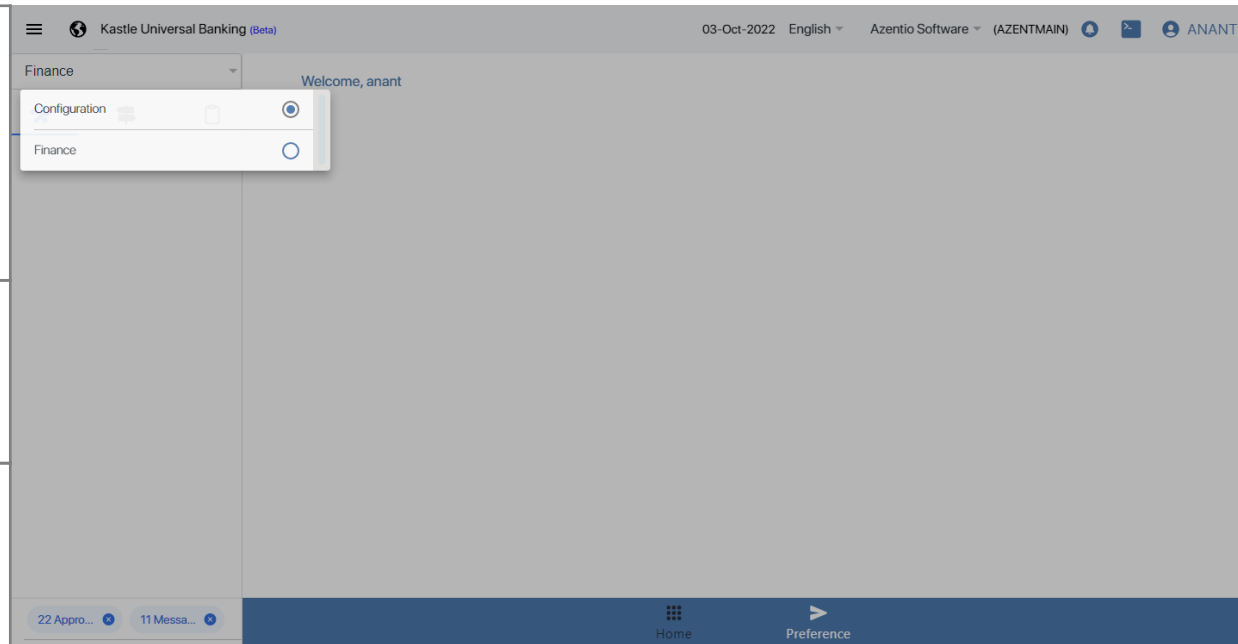 Kastle Universal Banking (Beta)
03-Oct-2022 English Azentio Software (AZENTMAIN) ANANT
Finance
Welcome, anant
Configuration
Finance
22 Appro... 11 Messa...
Home Preference